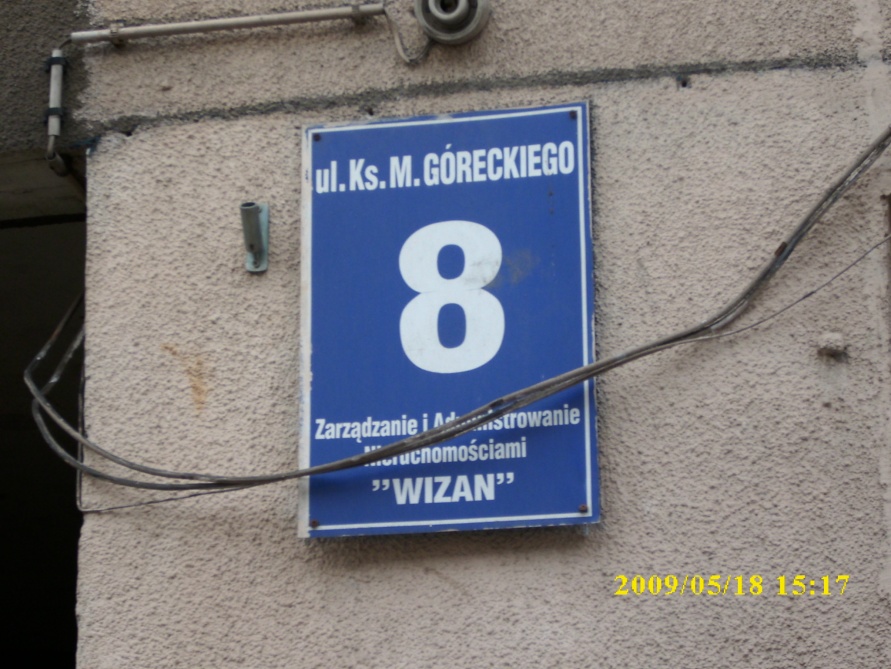 ul. Ks. M. GÓRECKIEGO
8
Zarządzanie i Administrowanie
Nieruchomościami
"WIZAN"
2009/05/18 15:17